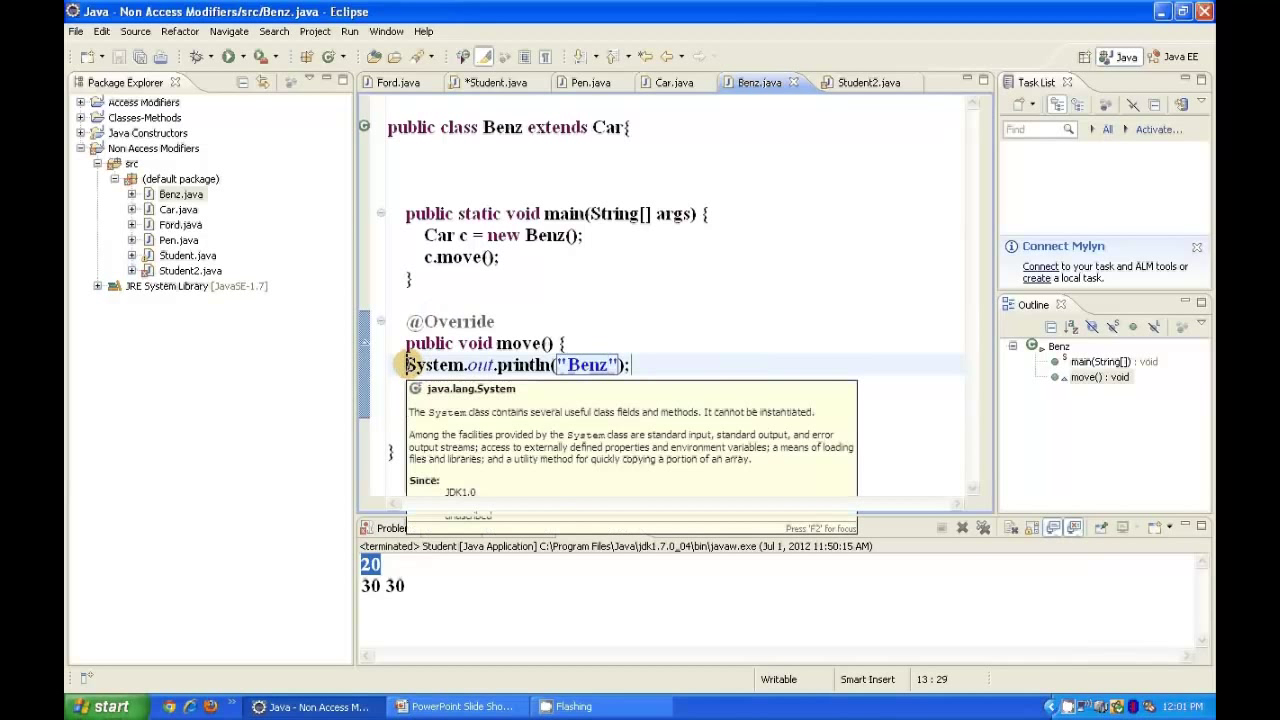 Java - Non Access Modifiers/src/Benz.java - Eclipse
File Edit Source Refactor Navigate Search Project Run Window Help
Java Java EE
Package Explorer
Access Modifiers
Classes-Methods
Java Constructors
Non Access Modifiers
src
(default package)
Benz.java
Car.java
Ford.java
Pen.java
Student.java
Student2.java
JRE System Library [JavaSE-1.7]
Ford.java *Student.java Pen.java Car.java Benz.java Student2.java
public class Benz extends Car{
public static void main(String[] args) {
Car c = new Benz();
c.move();
}
@Override
public void move() {
System.out.println("Benz");
}
java.lang.System
The System class contains several useful class fields and methods. It cannot be instantiated.
Among the facilities provided by the System class are standard input, standard output, and error
output streams; access to externally defined properties and environment variables; a means of loading
files and libraries; and a utility method for quickly copying a portion of an array.
Since:
JDK1.0
Press 'F2' for focus
Task List
Find All Activate...
Connect Mylyn
Connect to your task and ALM tools or
create a local task.
Outline
Benz
main(String[]) : void
move() : void
Problem
<terminated> Student [Java Application] C:\Program Files\Java\jdk1.7.0_04\bin\javaw.exe (Jul 1, 2012 11:50:15 AM)
20
30 30
Writable Smart Insert 13 : 29
start Java - Non Access M... PowerPoint Slide Sho... Flashing 12:01 PM